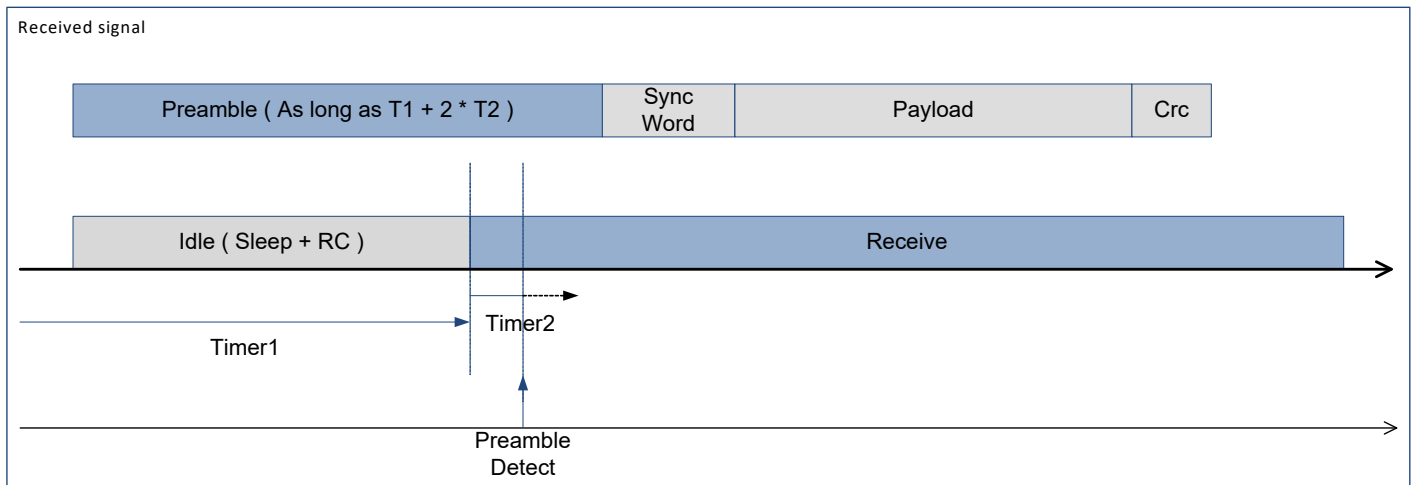 Received signal
Preamble ( As long as T1 + 2 * T2 )
Sync
Word
Payload
Crc
Idle ( Sleep + RC )
Receive
Timer2
Timer1
Preamble
Detect